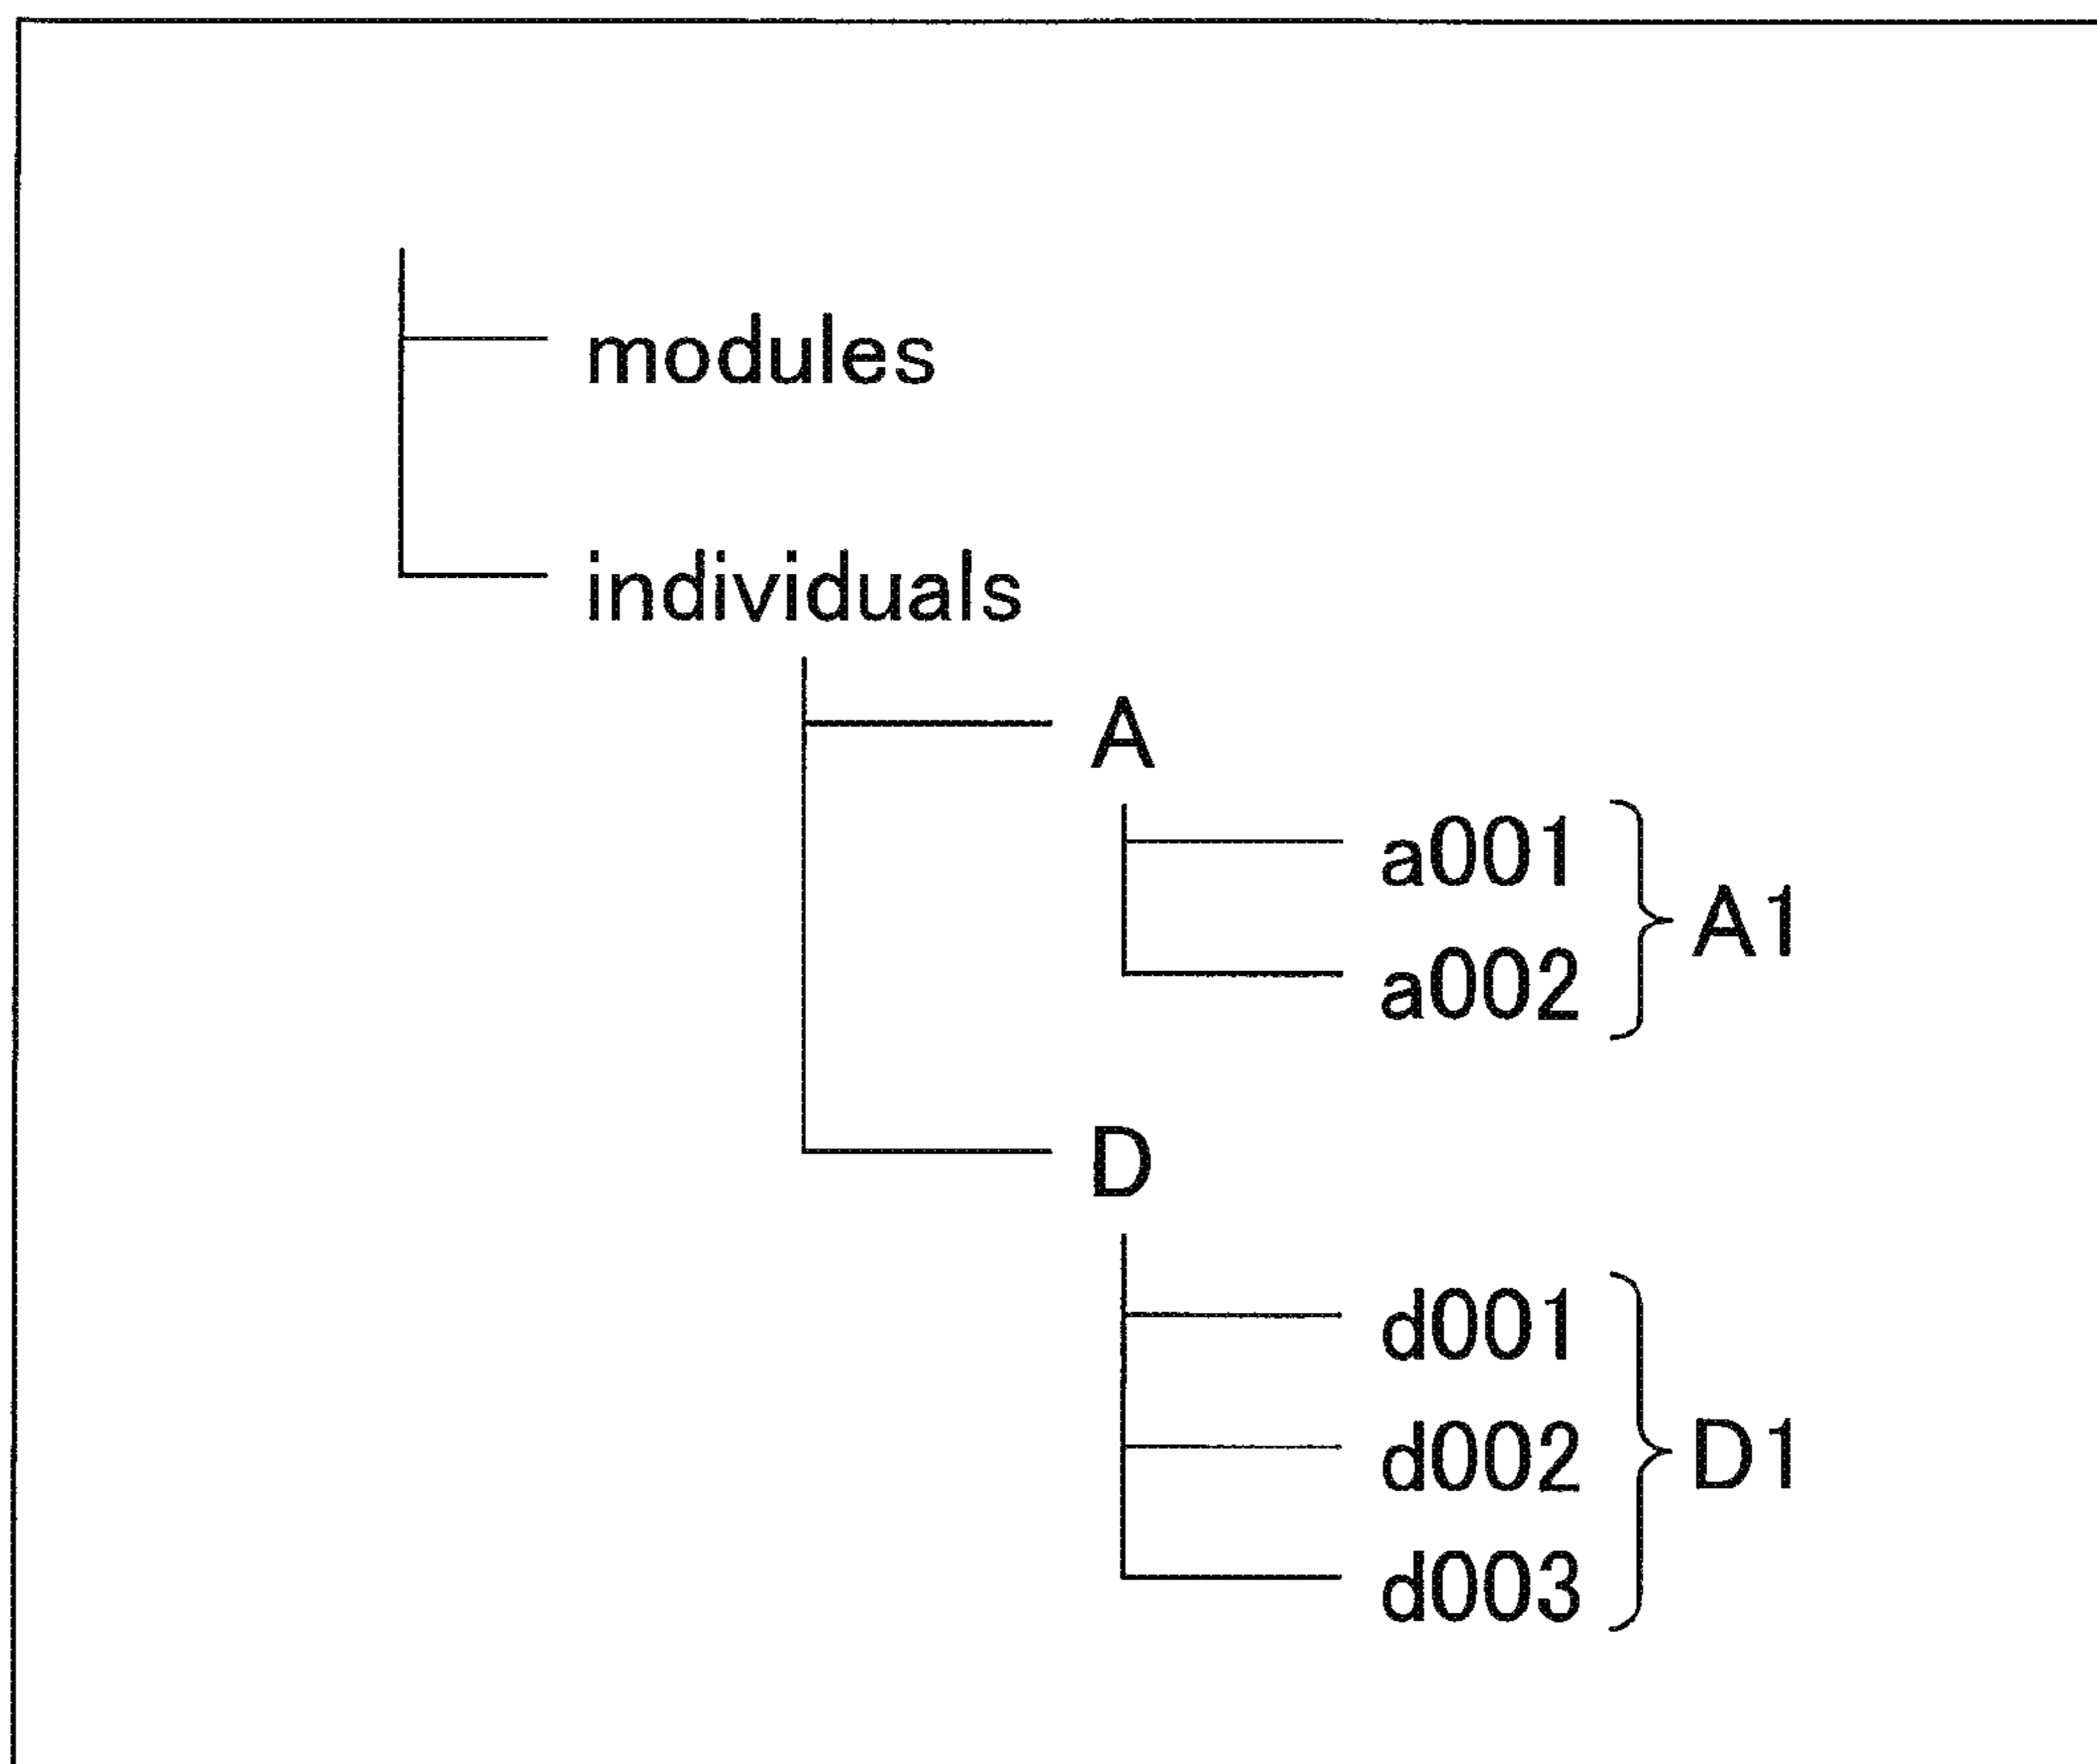 modules
individuals
A
a001
A1
a002
D
d001
d002
D1
d003